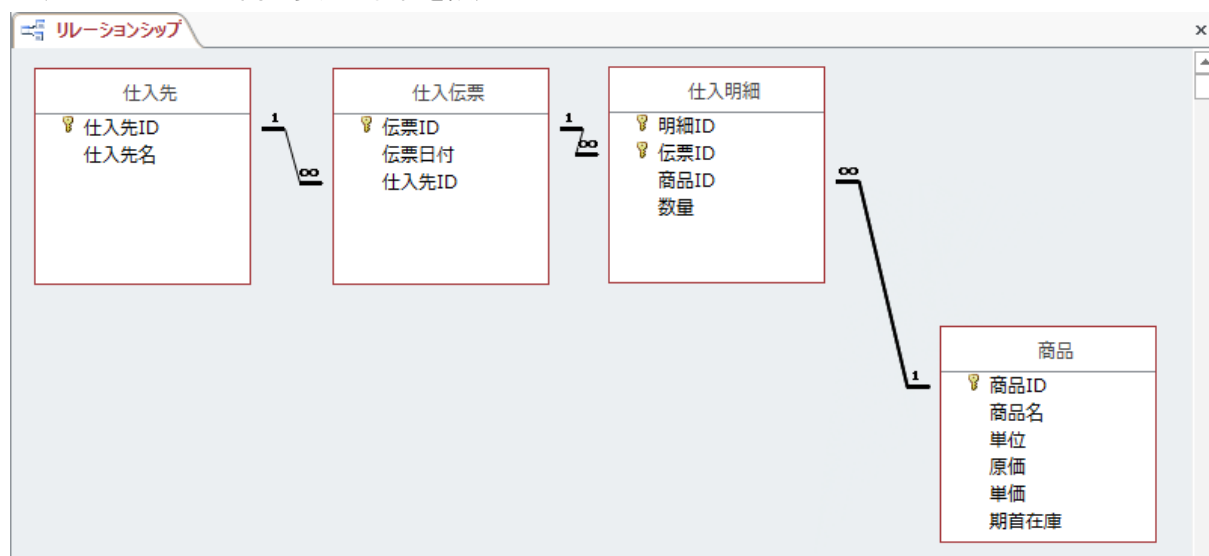 リレーションシップ
×
仕入先
仕入先ID
仕入先名
1
∞
仕入伝票
伝票ID
伝票日付
仕入先ID
1
∞
仕入明細
明細ID
伝票ID
商品ID
数量
∞
1
商品
商品ID
商品名
単位
原価
単価
期首在庫